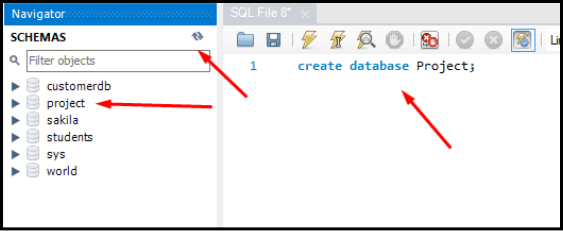 Navigator
SCHEMAS
Filter objects
customerdb
project
sakila
students
sys
world
SQL File 8*
1 create database Project;